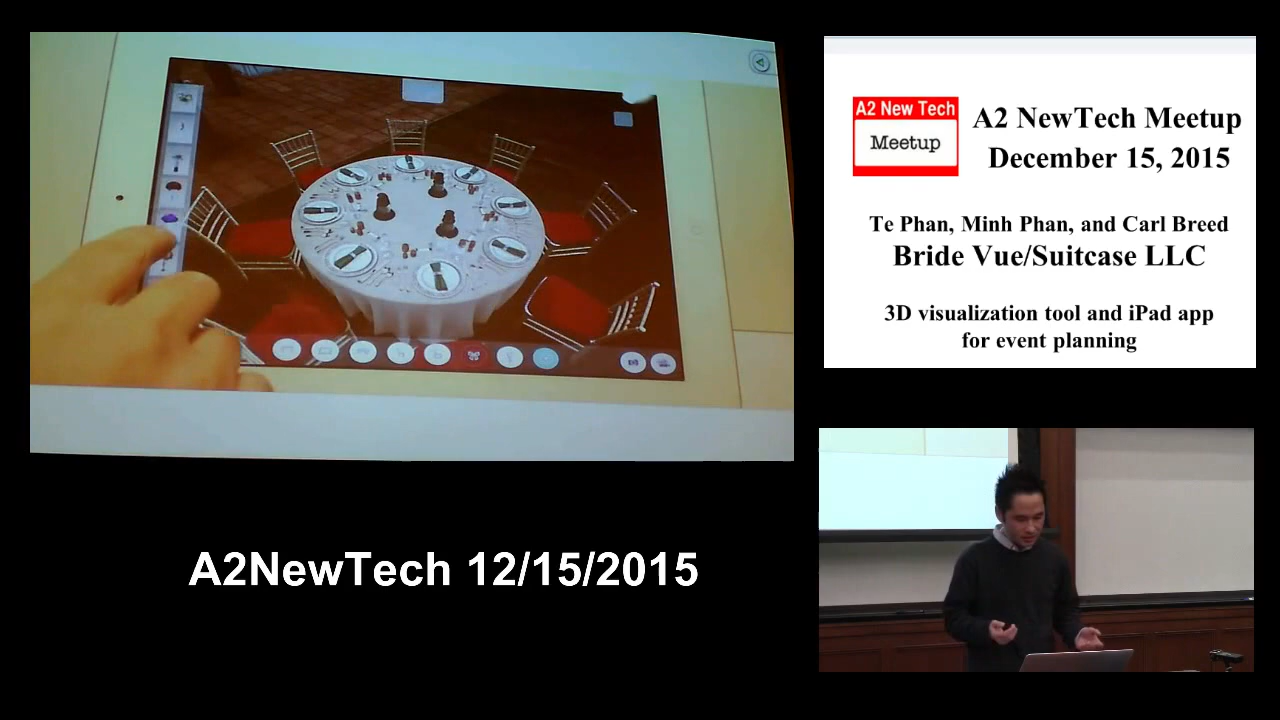 A2 New Tech
Meetup
A2 NewTech Meetup
December 15, 2015
Te Phan, Minh Phan, and Carl Breed
Bride Vue/Suitcase LLC
3D visualization tool and iPad app
for event planning
A2NewTech 12/15/2015